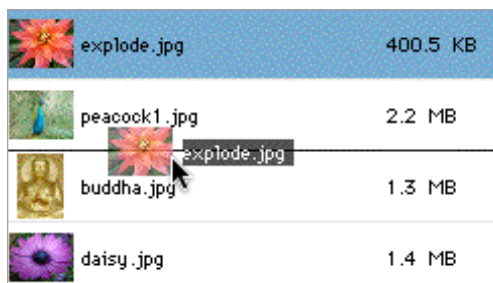 explode.jpg 400.5 KB
peacock1.jpg 2.2 MB
explode.jpg
buddha.jpg 1.3 MB
daisy.jpg 1.4 MB